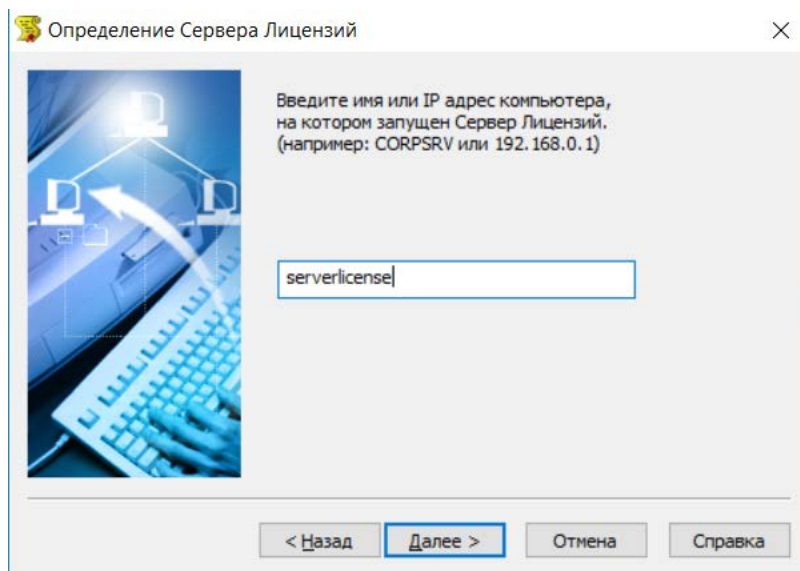 Определение Сервера Лицензий
Введите имя или IP адрес компьютера,
на котором запущен Сервер Лицензий.
(например: CORPSRV или 192.168.0.1)
serverlicense
< Назад
Далее >
Отмена
Справка